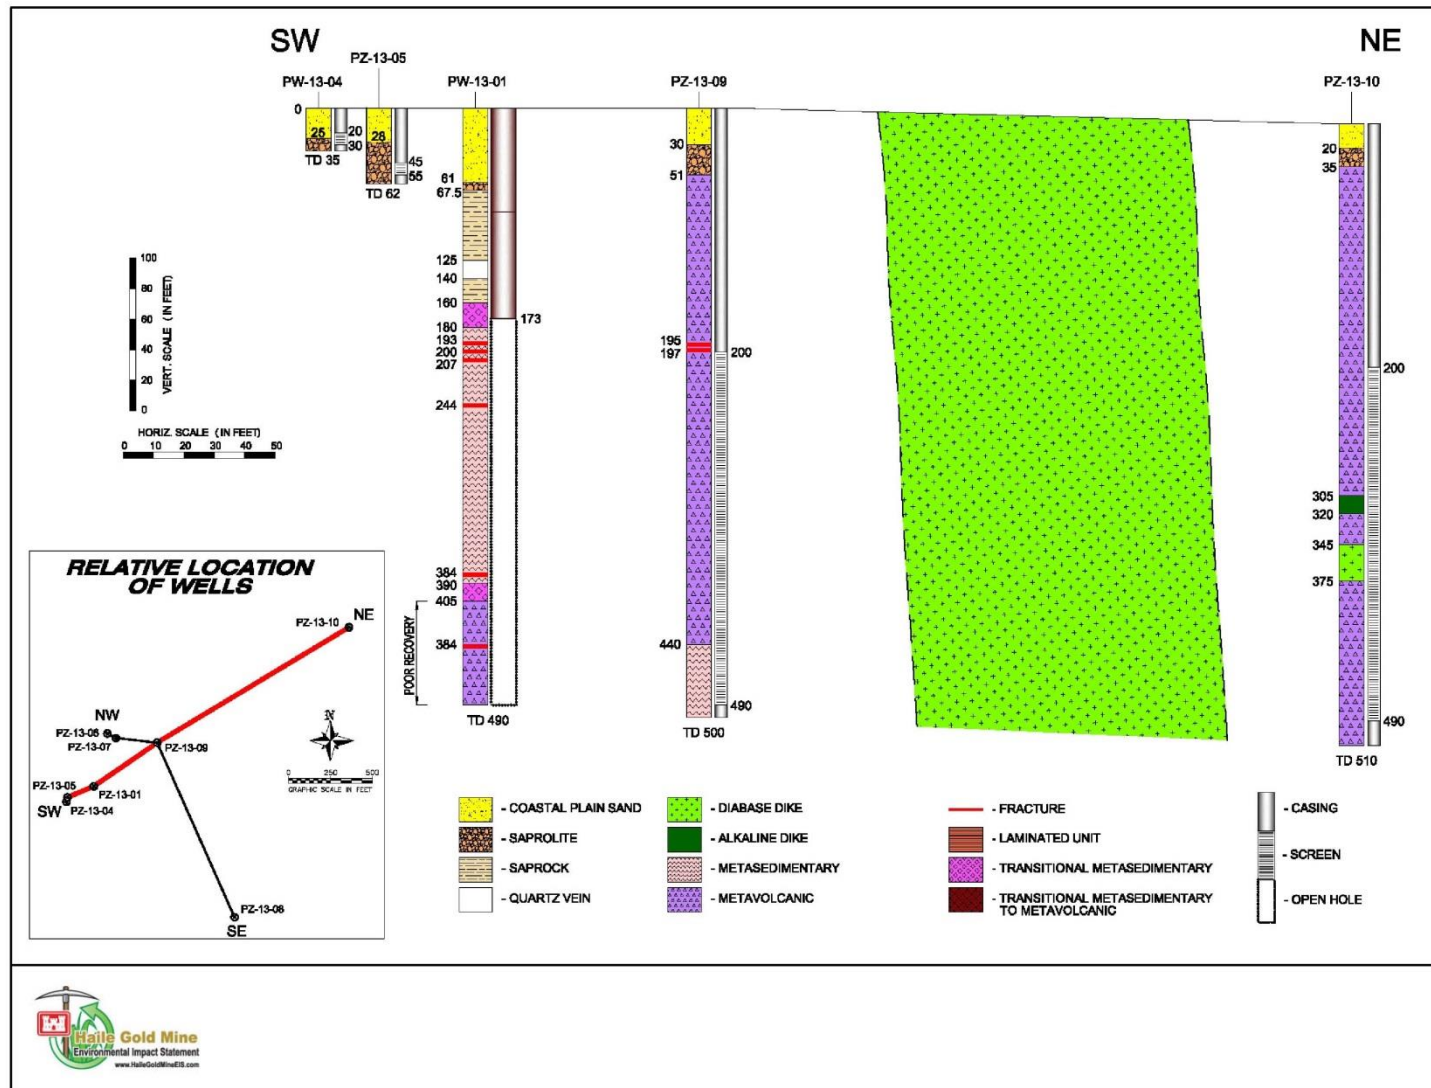 SW
NE
PZ-13-05
PW-13-04
PW-13-01
PZ-13-09
PZ-13-10
0
25
20
30
TD 35
28
45
55
TD 62
61
67.5
125
140
160
180
193
200
207
244
384
390
405
384
173
POOR RECOVERY
TD 490
30
51
195
197
200
440
490
TD 500
20
35
200
305
320
345
375
490
TD 510
100
80
60
40
20
0
VERT. SCALE ( IN FEET)
HORIZ. SCALE ( IN FEET)
0 10 20 30 40 50
RELATIVE LOCATION
OF WELLS
NE
PZ-13-10
NW
PZ-13-06
PZ-13-07
PZ-13-09
PZ-13-05
PZ-13-01
SW
PZ-13-04
N
0 250 500
GRAPHIC SCALE IN FEET
PZ-13-08
SE
- COASTAL PLAIN SAND
- SAPROLITE
- SAPROCK
- QUARTZ VEIN
- DIABASE DIKE
- ALKALINE DIKE
- METASEDIMENTARY
- METAVOLCANIC
- FRACTURE
- LAMINATED UNIT
- TRANSITIONAL METASEDIMENTARY
- TRANSITIONAL METASEDIMENTARY
TO METAVOLCANIC
- CASING
- SCREEN
- OPEN HOLE
Haile Gold Mine
Environmental Impact Statement
www.HaileGoldMineEIS.com